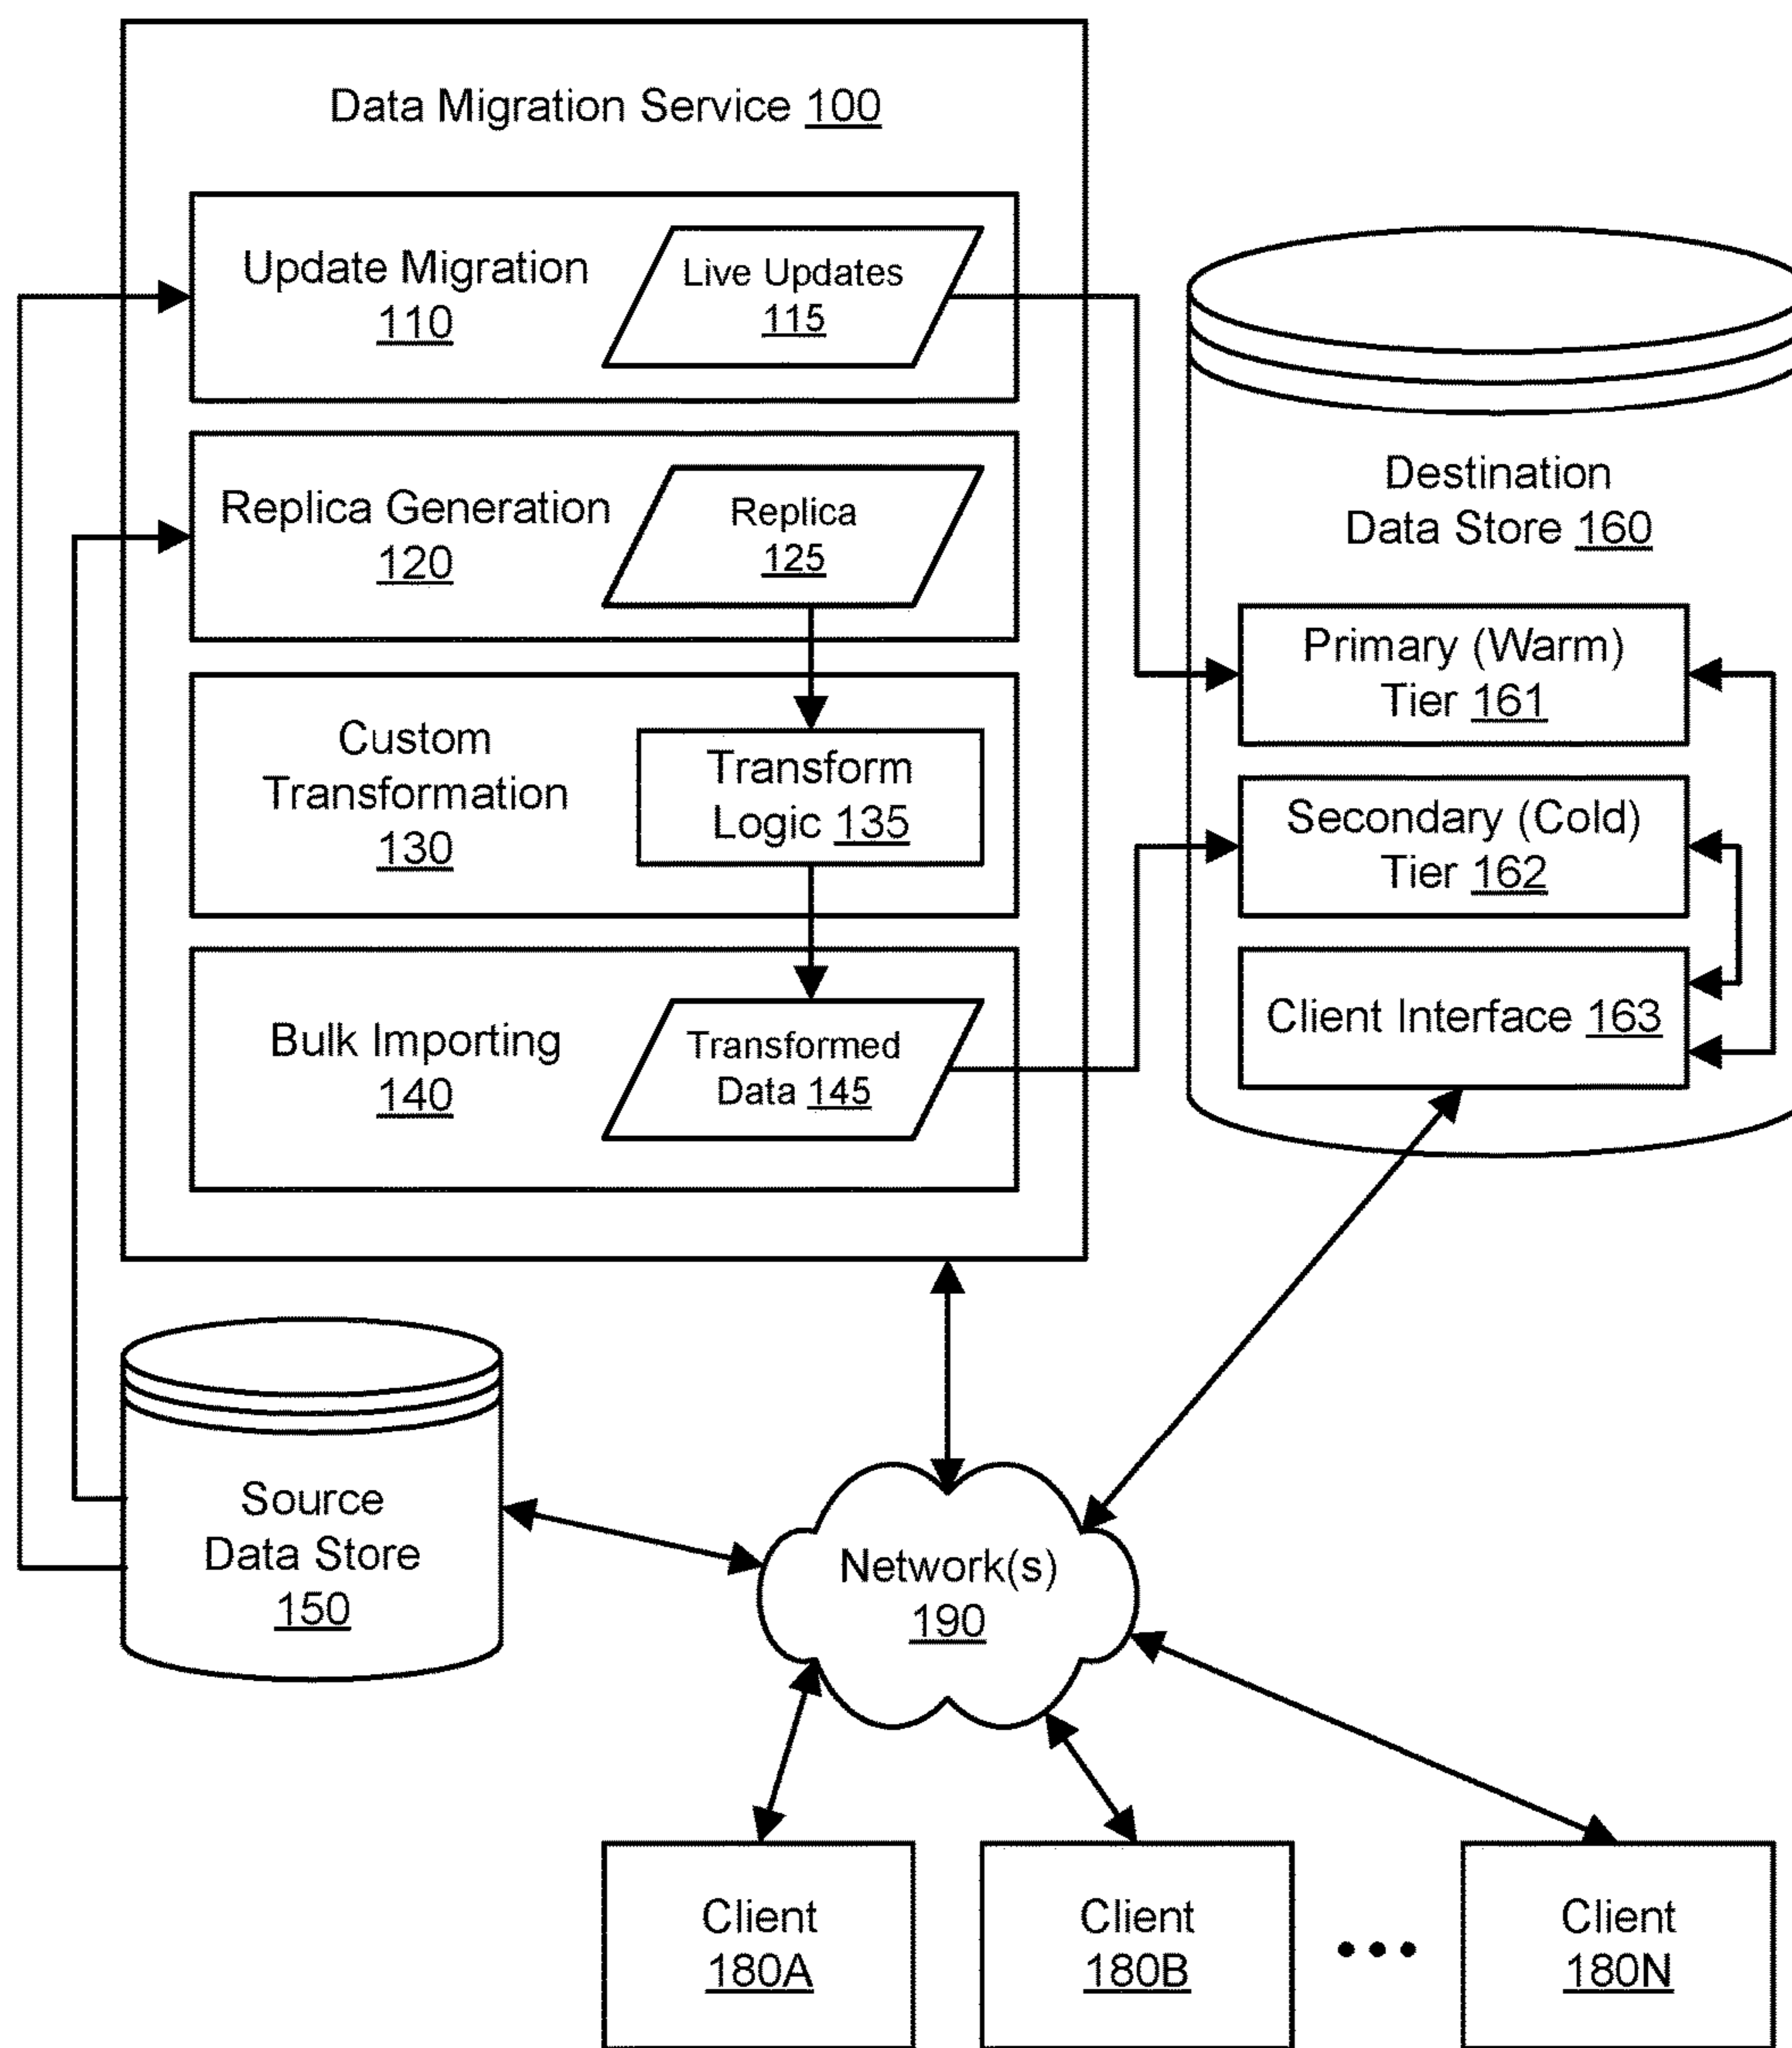 Data Migration Service 100
Update Migration
110
Live Updates
115
Replica Generation
120
Replica
125
Custom
Transformation
130
Transform
Logic 135
Bulk Importing
140
Transformed
Data 145
Destination
Data Store 160
Primary (Warm)
Tier 161
Secondary (Cold)
Tier 162
Client Interface 163
Source
Data Store
150
Network(s)
190
Client
180A
Client
180B
•••
Client
180N